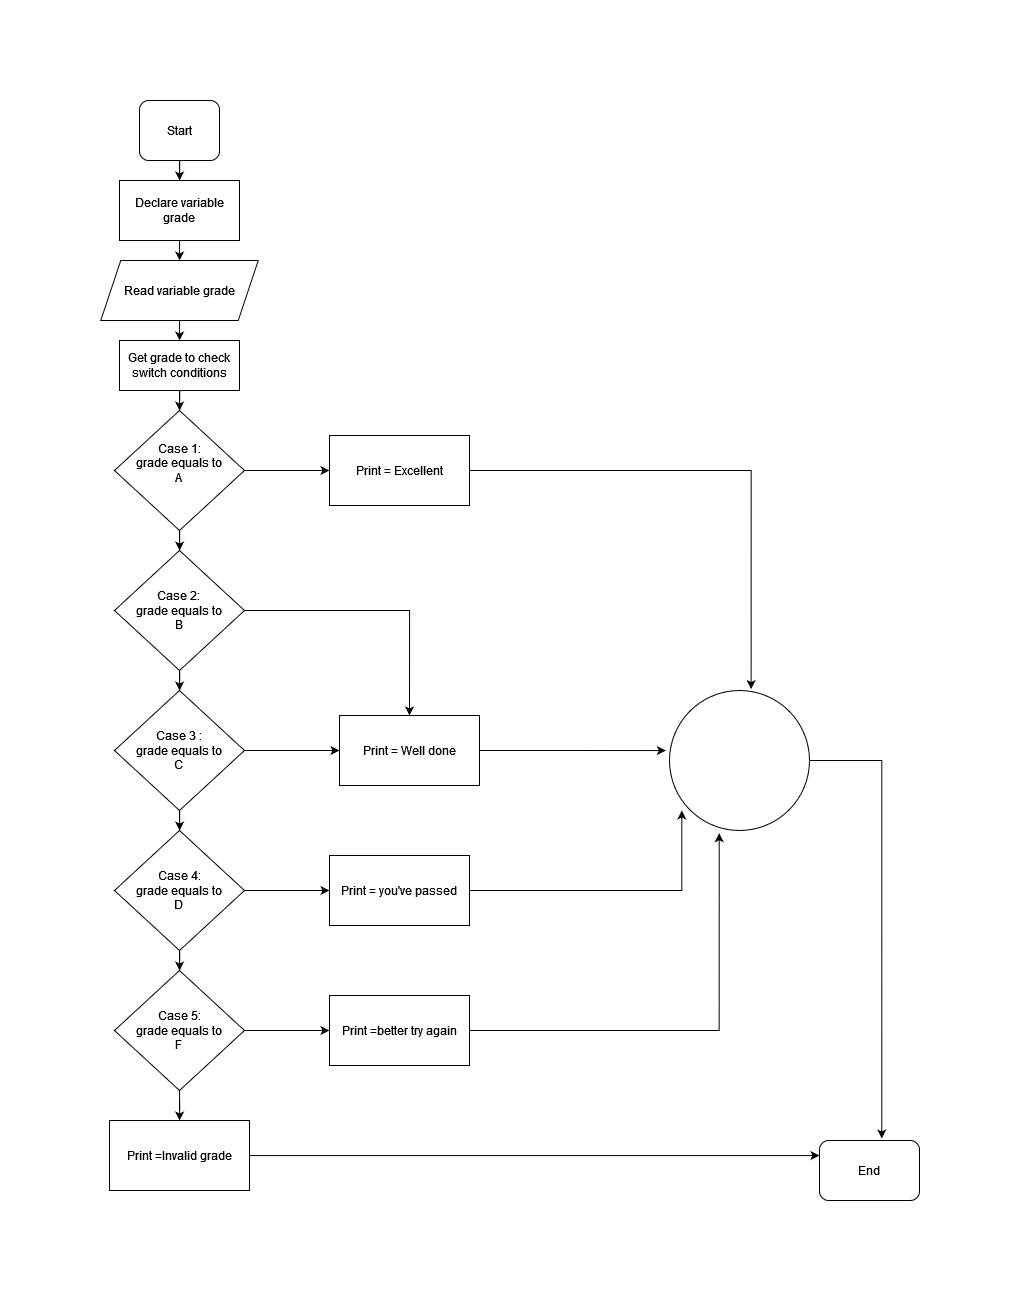 Start
Declare variable
grade
Read variable grade
Get grade to check
switch conditions
Case 1:
grade equals to
A
Print = Excellent
Case 2:
grade equals to
B
Case 3 :
grade equals to
C
Print = Well done
Case 4:
grade equals to
D
Print = you've passed
Case 5:
grade equals to
F
Print =better try again
Print =Invalid grade
End